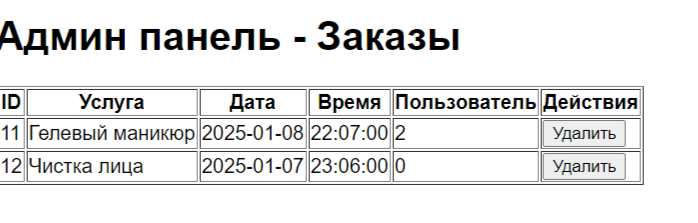 Админ панель - Заказы
ID Услуга Дата Время Пользователь Действия
11 Гелевый маникюр 2025-01-08 22:07:00 2 Удалить
12 Чистка лица 2025-01-07 23:06:00 0 Удалить